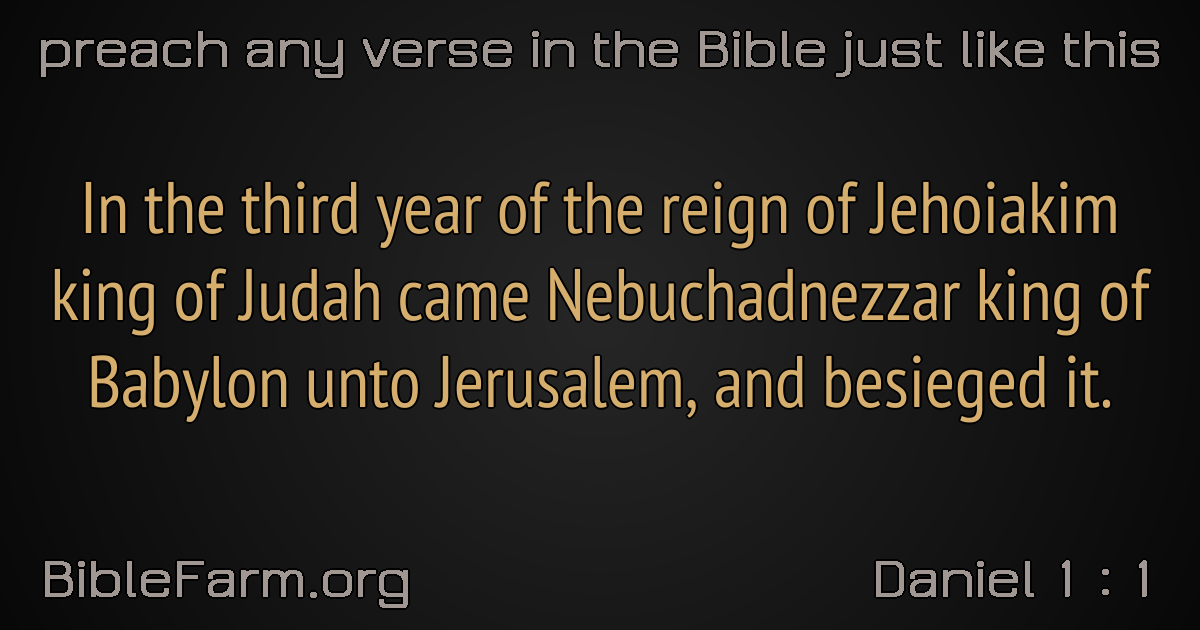 preach any verse in the Bible just like this
In the third year of the reign of Jehoiakim
king of Judah came Nebuchadnezzar king of
Babylon unto Jerusalem, and besieged it.
BibleFarm.org
Daniel 1 : 1